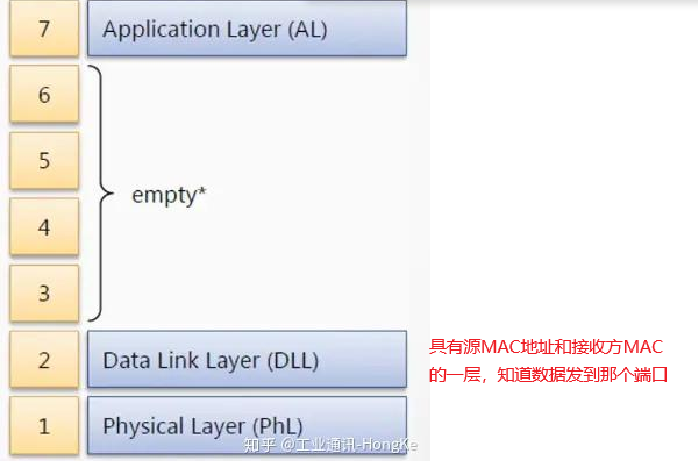 7 Application Layer (AL)
6
5
empty*
4
3
2 Data Link Layer (DLL)
具有源MAC地址和接收方MAC
的一层，知道数据发到那个端口
1 Physical Layer (PhL)
知乎 @工业通讯-HongKe